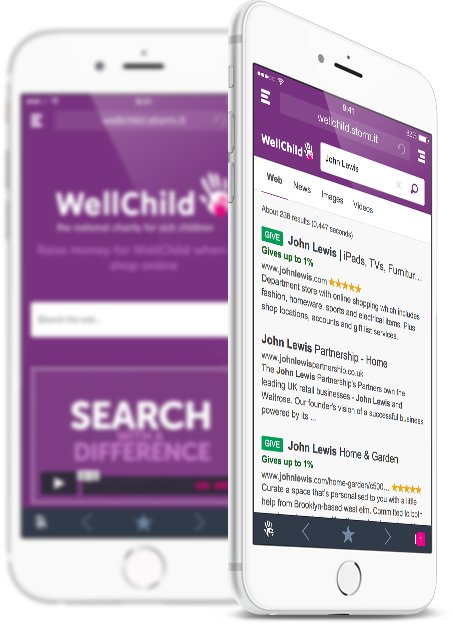 wellchild.storm.it
WellChild
the national charity for sick children
Raise money for WellChild when
shop online
Search the web...
SEARCH
WITH A
DIFFERENCE
9:41
82%
wellchild.storm.it
WellChild
John Lewis
Web News Images Videos
About 238 results (0.447 seconds)
GIVE John Lewis | iPads, TVs, Furnitur...
Gives up to 1%
www.johnlewis.com
Department store with online shopping which includes
fashion, homeware, sports and electrical items. Plus
shop locations, accounts and gift list services.
John Lewis Partnership - Home
www.johnlewispartnership.co.uk
The John Lewis Partnership's Partners own the
leading UK retail businesses - John Lewis and
Waitrose. Our founder's vision of a successful business
powered by its ...
GIVE John Lewis Home & Garden
Gives up to 1%
www.johnlewis.com/home-garden/c500...
Curate a space that's personalised to you with a little
help from Brooklyn-based west elm. Committed to both